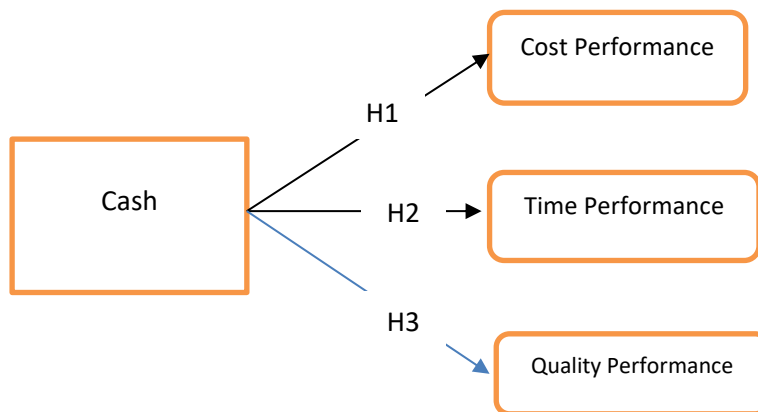 Cost Performance
H1
Cash
H2
Time Performance
H3
Quality Performance